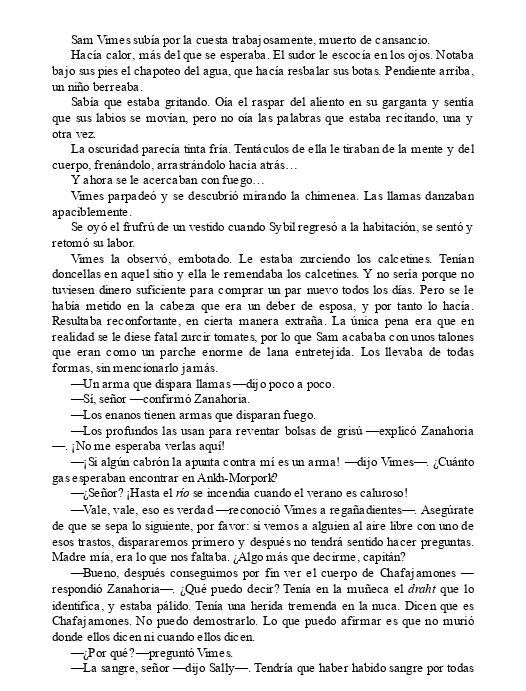 Sam Vimes subía por la cuesta trabajosamente, muerto de cansancio.
Hacía calor, más del que se esperaba. El sudor le escocía en los ojos. Notaba
bajo sus pies el chapoteo del agua, que hacía resbalar sus botas. Pendiente arriba,
un niño berreaba.
Sabía que estaba gritando. Oía el raspar del aliento en su garganta y sentía
que sus labios se movían, pero no oía las palabras que estaba recitando, una y
otra vez.
La oscuridad parecía tinta fría. Tentáculos de ella le tiraban de la mente y del
cuerpo, frenándolo, arrastrándolo hacia atrás…
Y ahora se le acercaban con fuego…
Vimes parpadeó y se descubrió mirando la chimenea. Las llamas danzaban
apaciblemente.
Se oyó el frufrú de un vestido cuando Sybil regresó a la habitación, se sentó y
retomó su labor.
Vimes la observó, embotado. Le estaba zurciendo los calcetines. Tenían
doncellas en aquel sitio y ella le remendaba los calcetines. Y no sería porque no
tuviesen dinero suficiente para comprar un par nuevo todos los días. Pero se le
había metido en la cabeza que era un deber de esposa, y por tanto lo hacía.
Resultaba reconfortante, en cierta manera extraña. La única pena era que en
realidad se le diese fatal zurcir tomates, por lo que Sam acababa con unos talones
que eran como un parche enorme de lana entretejida. Los llevaba de todas
formas, sin mencionarlo jamás.
—Un arma que dispara llamas —dijo poco a poco.
—Sí, señor —confirmó Zanahoria.
—Los enanos tienen armas que disparan fuego.
—Los profundos las usan para reventar bolsas de grisú —explicó Zanahoria
—. ¡No me esperaba verlas aquí!
—¡Si algún cabrón la apunta contra mí es un arma! —dijo Vimes—. ¿Cuánto
gas esperaban encontrar en Ankh-Morpork?
—¿Señor? ¡Hasta el río se incendia cuando el verano es caluroso!
—Vale, vale, eso es verdad —reconoció Vimes a regañadientes—. Asegúrate
de que se sepa lo siguiente, por favor: si vemos a alguien al aire libre con uno de
esos trastos, dispararemos primero y después no tendrá sentido hacer preguntas.
Madre mía, era lo que nos faltaba. ¿Algo más que decirme, capitán?
—Bueno, después conseguimos por fin ver el cuerpo de Chafajamones —
respondió Zanahoria—. ¿Qué puedo decir? Tenía en la muñeca el draht que lo
identifica, y estaba pálido. Tenía una herida tremenda en la nuca. Dicen que es
Chafajamones. No puedo demostrarlo. Lo que puedo afirmar es que no murió
donde ellos dicen ni cuando ellos dicen.
—¿Por qué? —preguntó Vimes.
—La sangre, señor —dijo Sally—. Tendría que haber habido sangre por todas